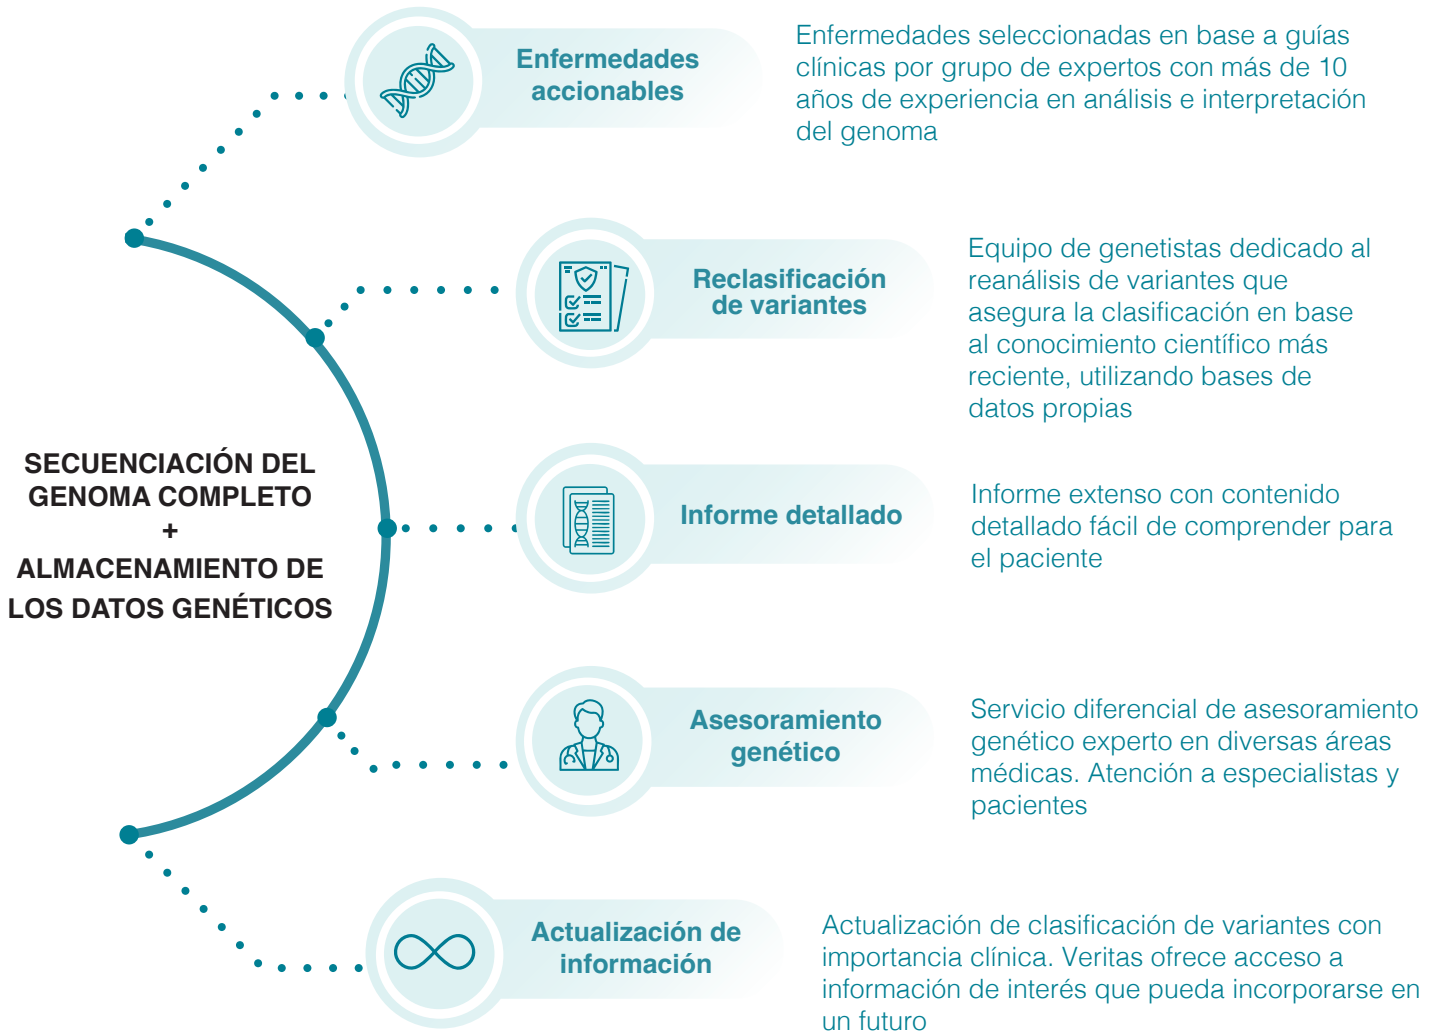 Enfermedades
accionables
Enfermedades seleccionadas en base a guías
clínicas por grupo de expertos con más de 10
años de experiencia en análisis e interpretación
del genoma
Reclasificación
de variantes
Equipo de genetistas dedicado al
reanálisis de variantes que
asegura la clasificación en base
al conocimiento científico más
reciente, utilizando bases de
datos propias
SECUENCIACIÓN DEL
GENOMA COMPLETO
+
ALMACENAMIENTO DE
LOS DATOS GENÉTICOS
Informe detallado
Informe extenso con contenido
detallado fácil de comprender para
el paciente
Asesoramiento
genético
Servicio diferencial de asesoramiento
genético experto en diversas áreas
médicas. Atención a especialistas y
pacientes
Actualización de
información
Actualización de clasificación de variantes con
importancia clínica. Veritas ofrece acceso a
información de interés que pueda incorporarse en
un futuro